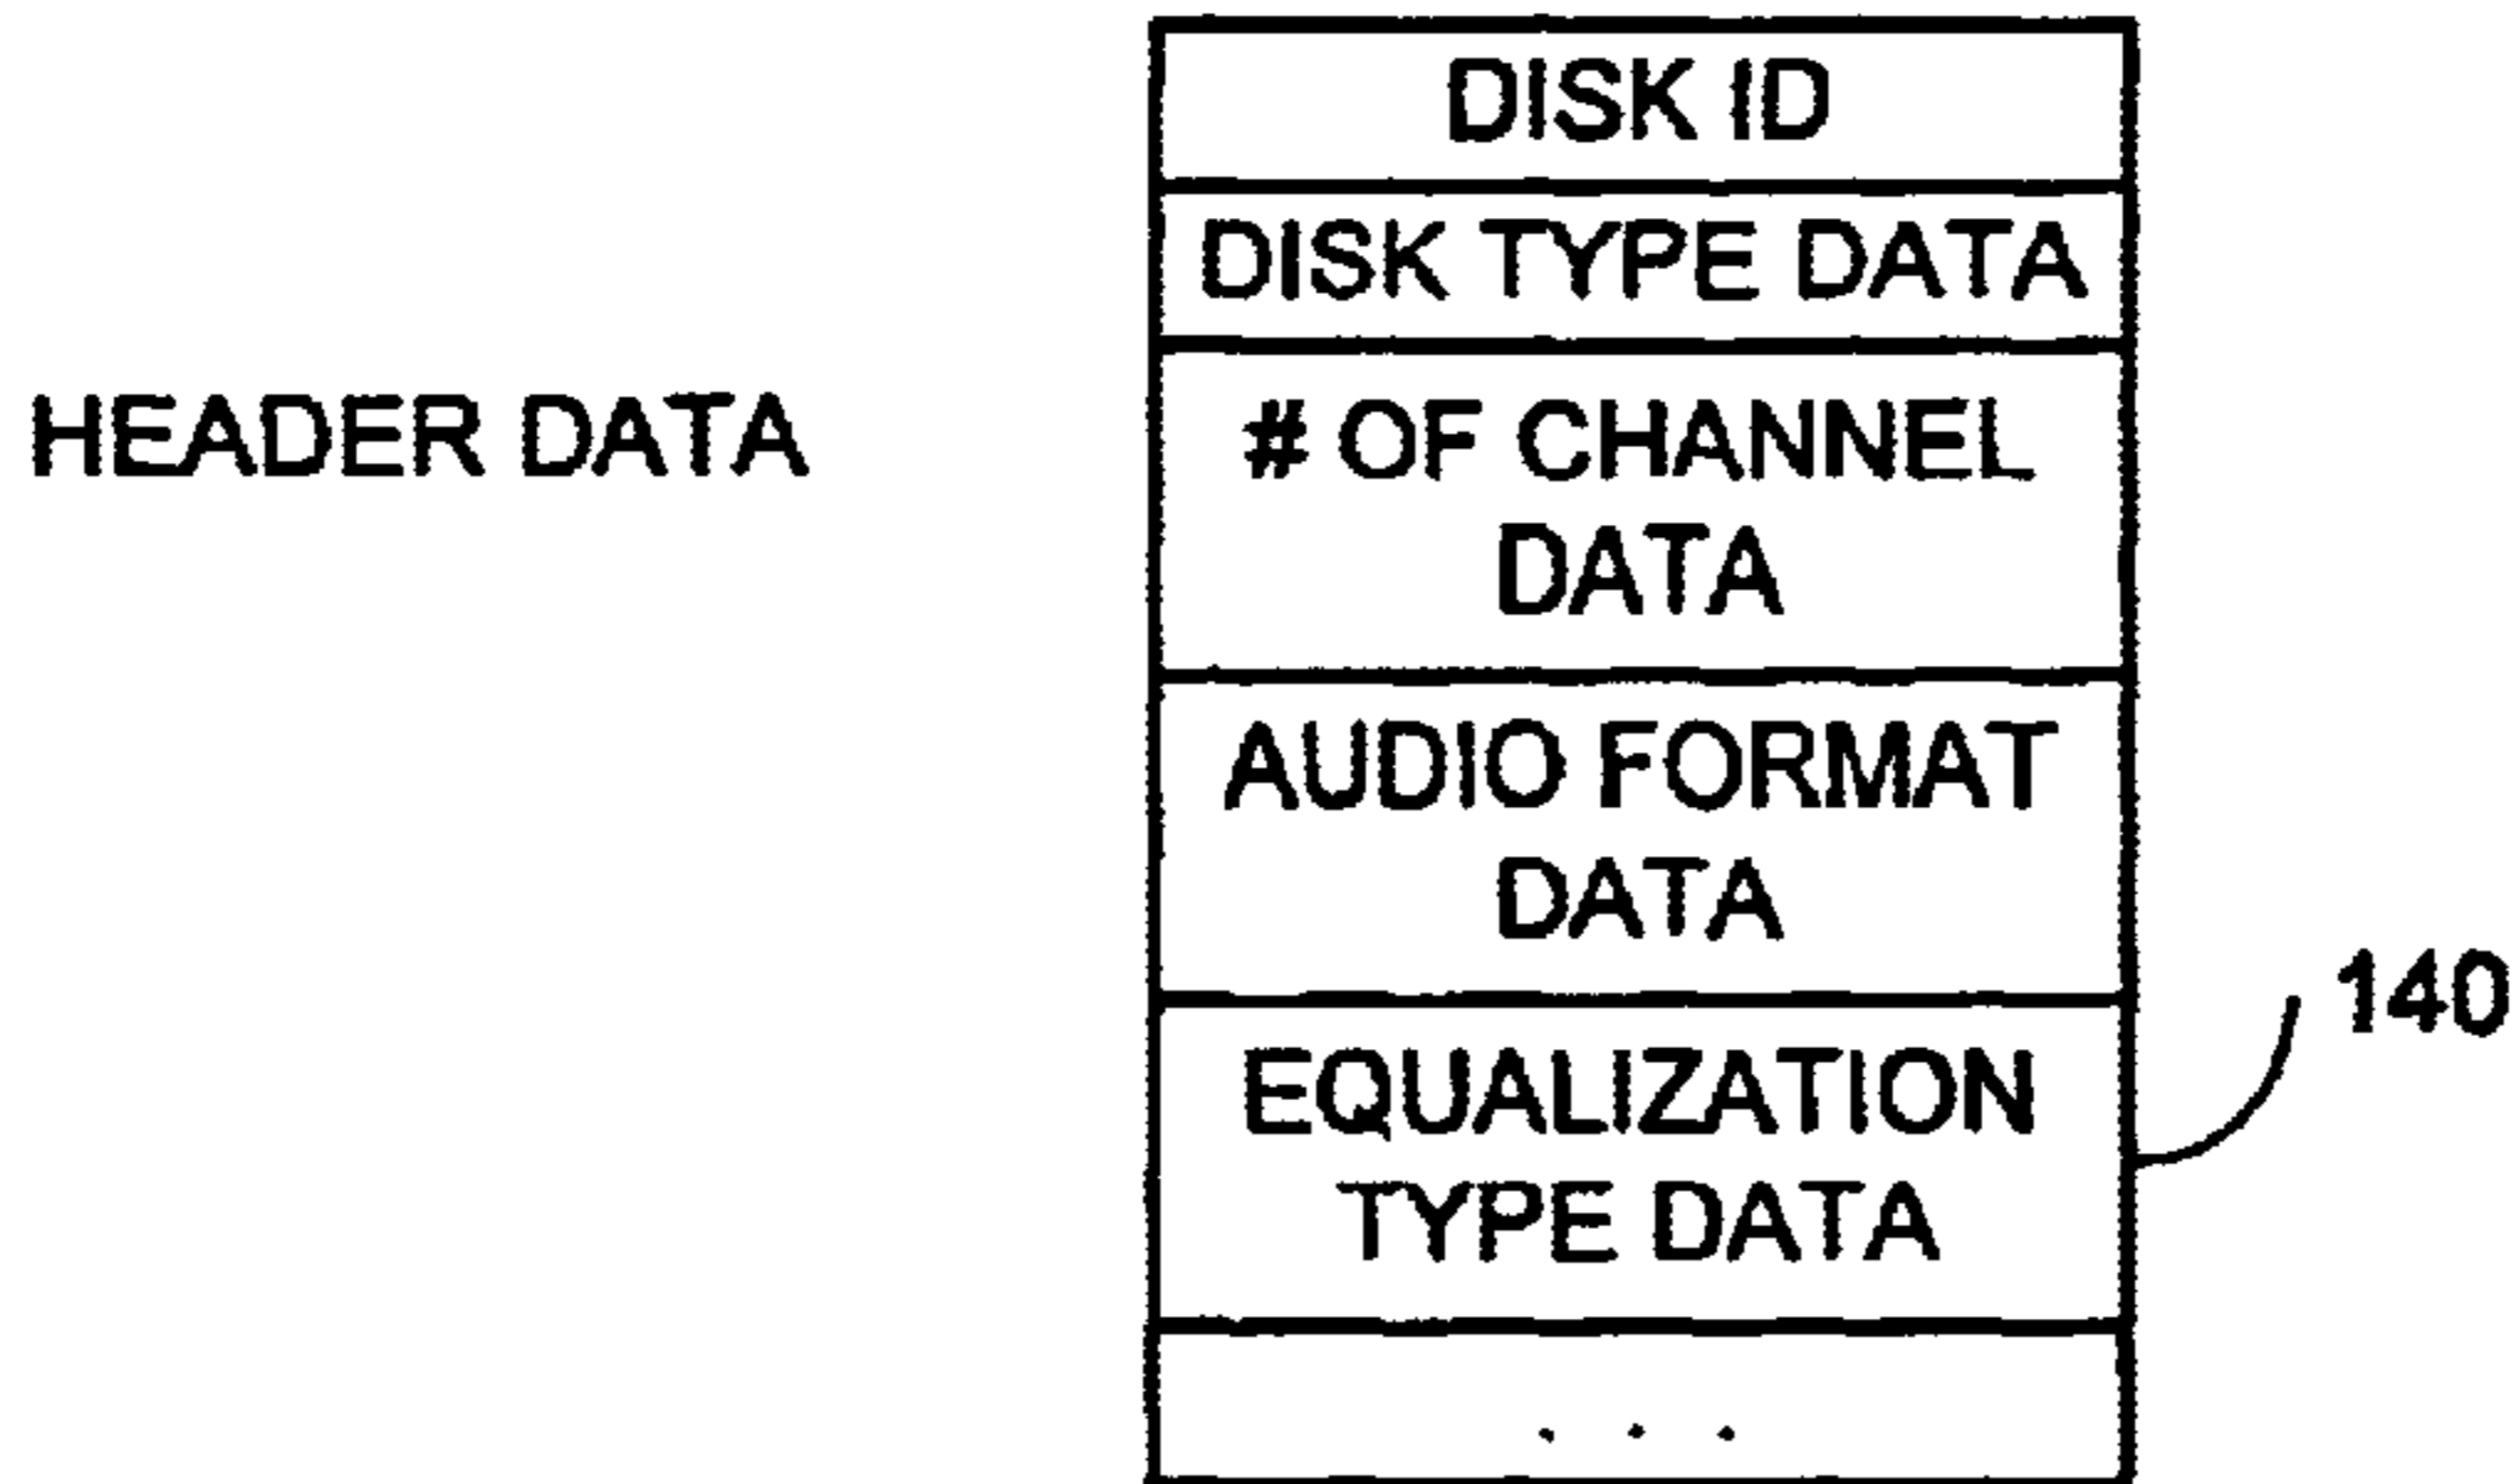 DISK ID
DISK TYPE DATA
HEADER DATA
# OF CHANNEL
DATA
AUDIO FORMAT
DATA
140
EQUALIZATION
TYPE DATA
. . .